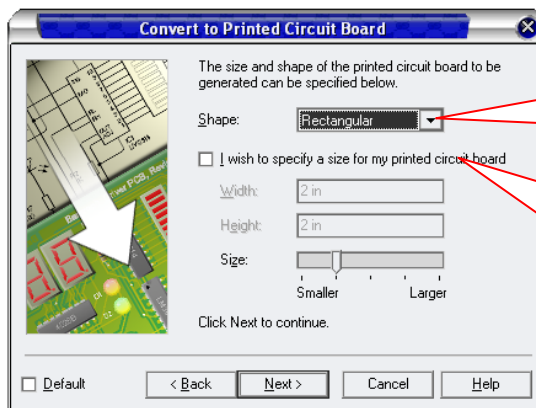 Convert to Printed Circuit Board
The size and shape of the printed circuit board to be
generated can be specified below.
Shape: Rectangular
I wish to specify a size for my printed circuit board
Width: 2 in
Height: 2 in
Size:
Smaller Larger
Click Next to continue.
Default < Back Next > Cancel Help